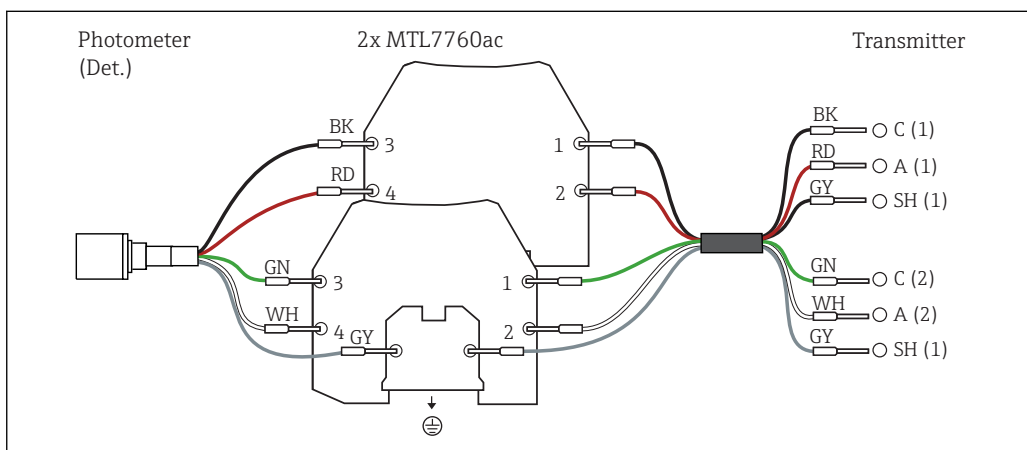 Photometer
(Det.)
2x MTL7760ac
Transmitter
BK
3
1
BK
C (1)
RD
4
2
RD
A (1)
GY
SH (1)
GN
3
1
GN
C (2)
WH
4
2
WH
A (2)
GY
GY
SH (1)